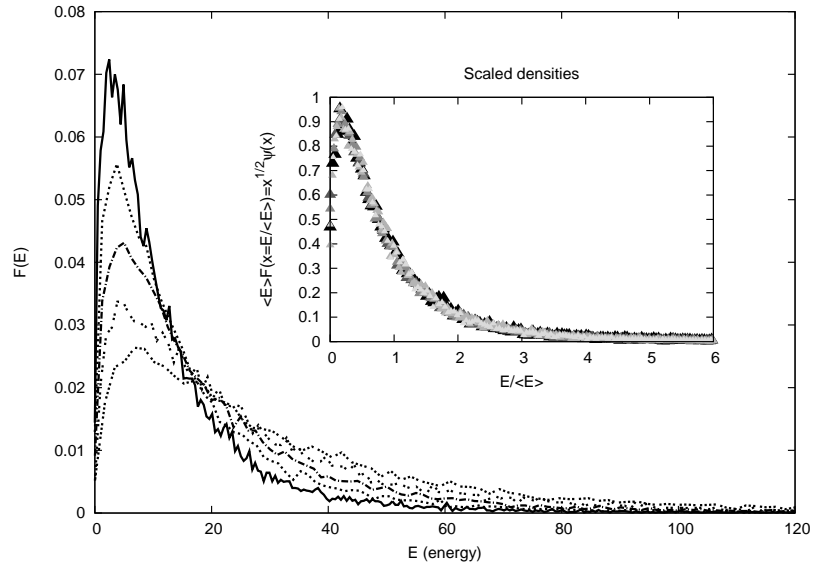 0.08
0.07
0.06
0.05
0.04
0.03
0.02
0.01
0
F(E)
0 20 40 60 80 100 120
E (energy)
Scaled densities
1
0.9
0.8
0.7
0.6
0.5
0.4
0.3
0.2
0.1
0
<E>F(x=E/<E>)=x^{1/2}ψ(x)
0 1 2 3 4 5 6
E/<E>